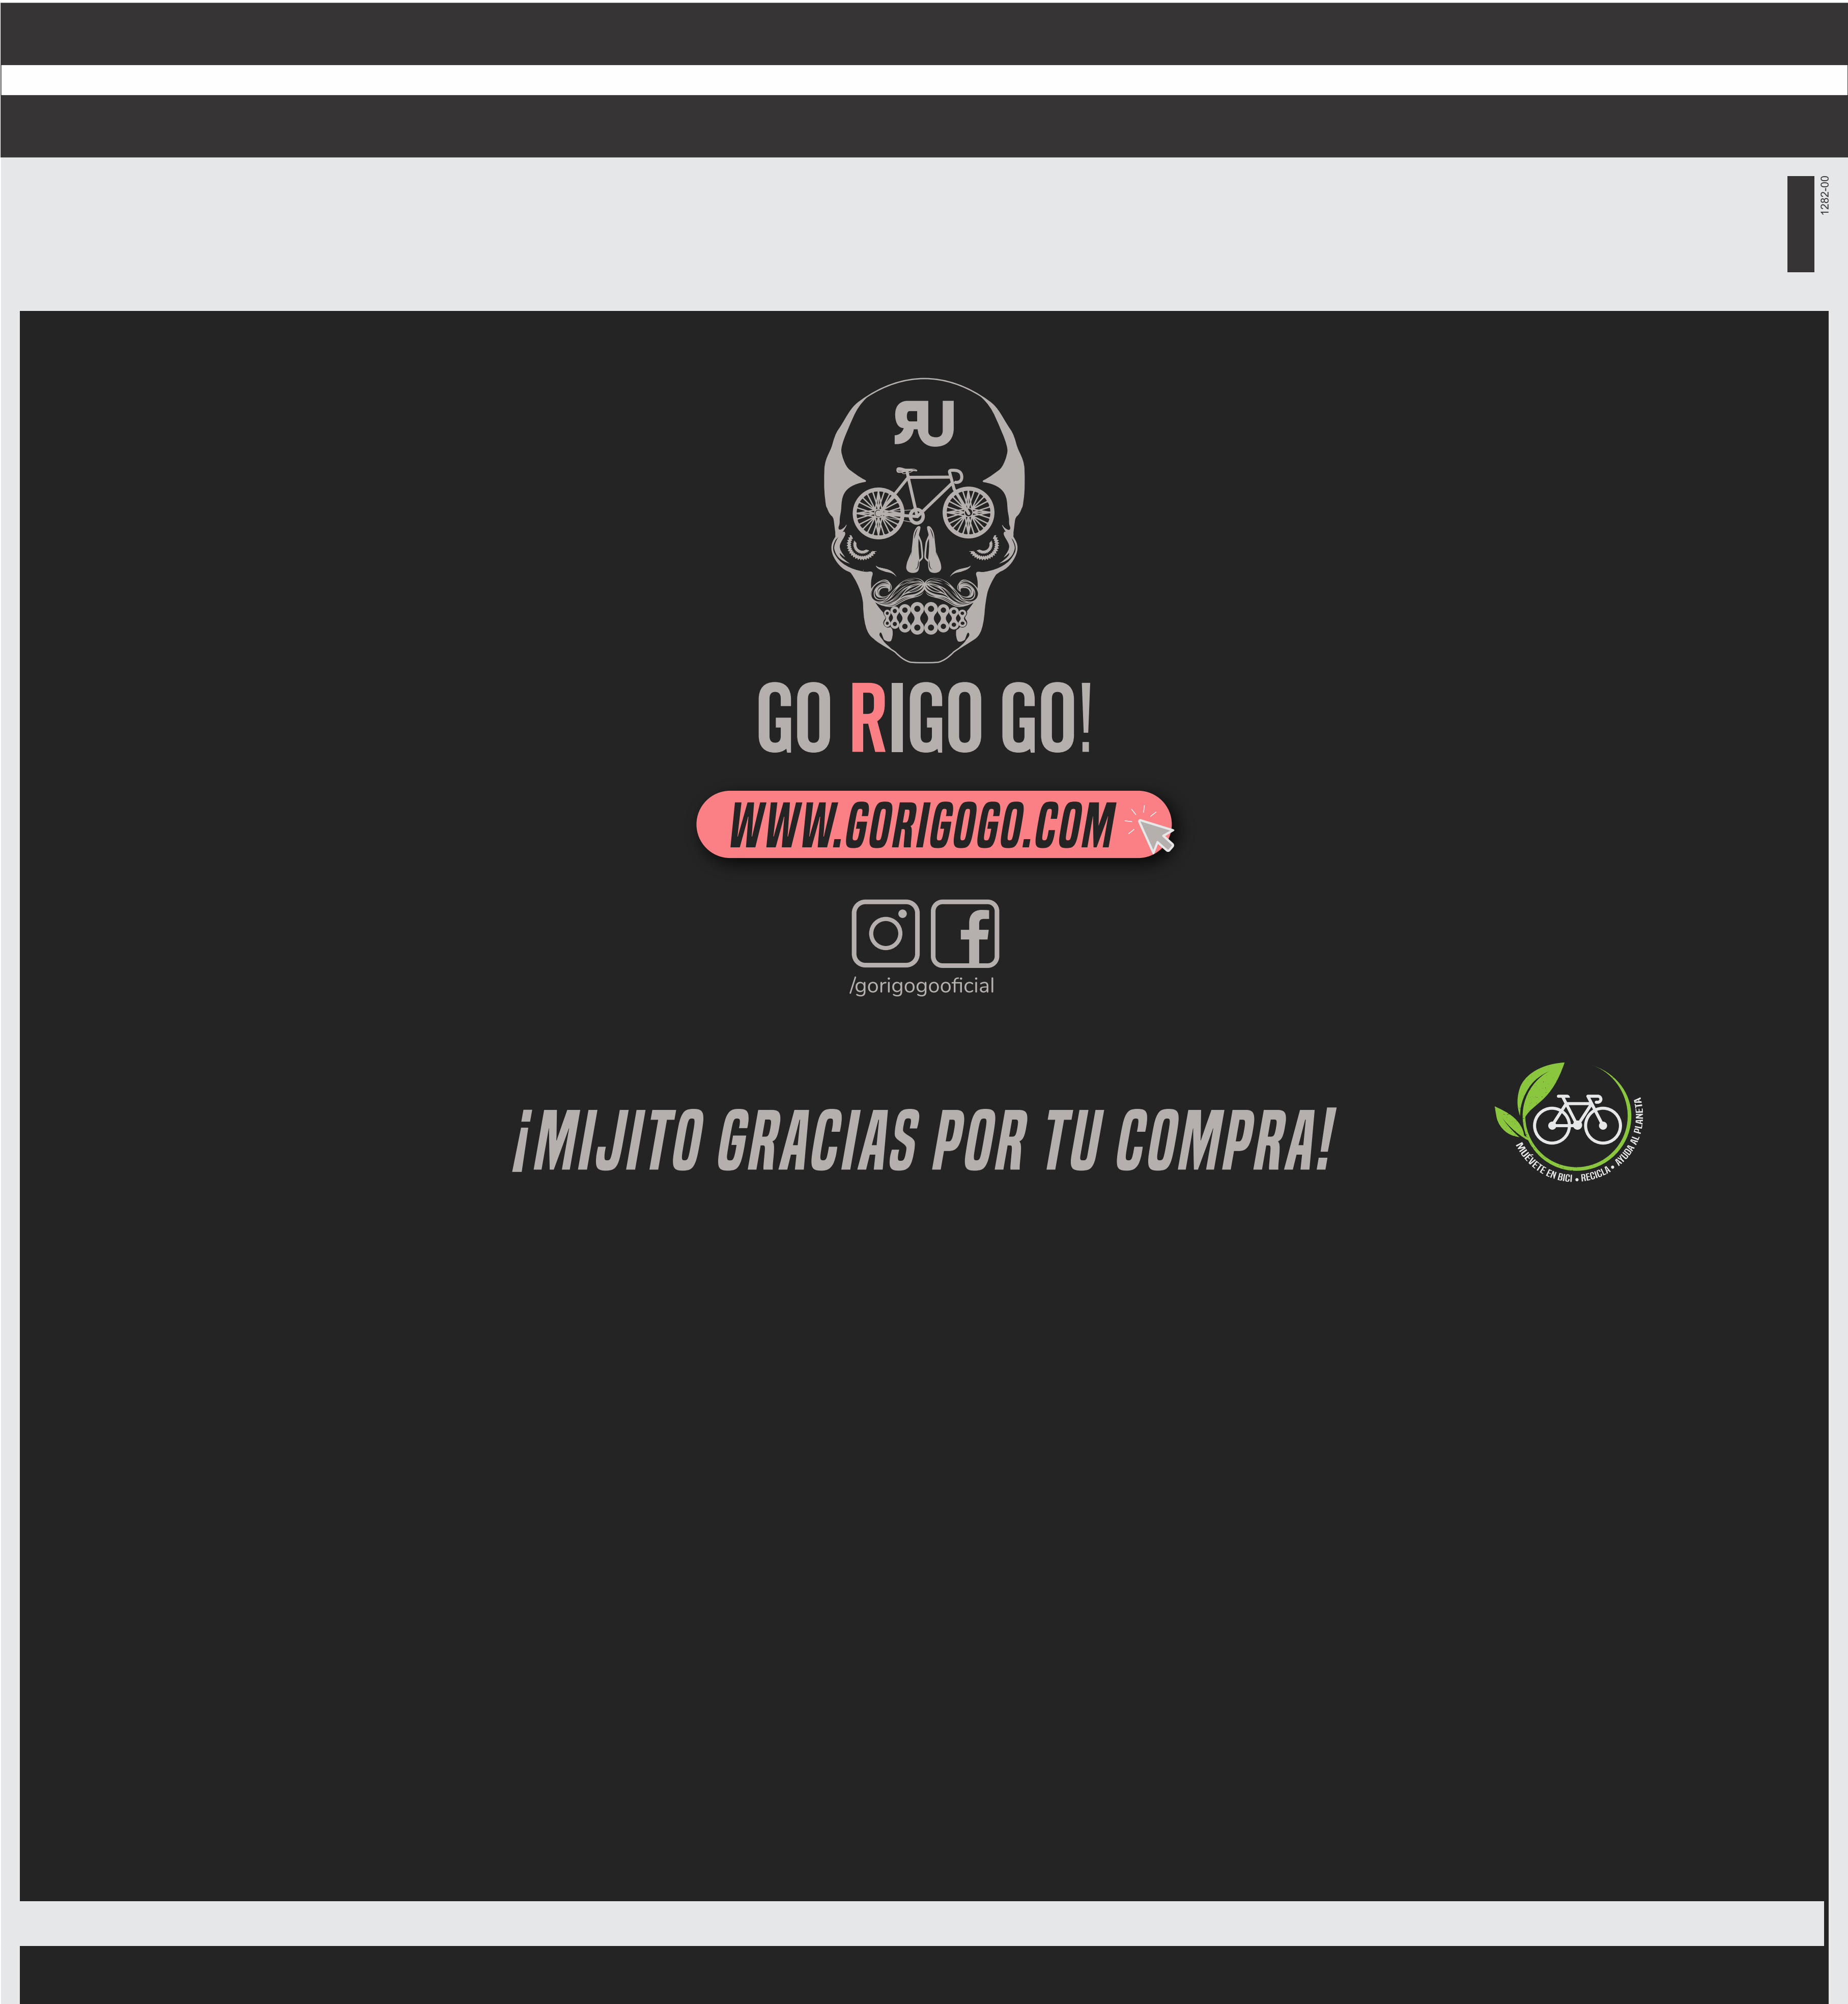 1282-00
RU
GO RIGO GO!
WWW.GORIGOGO.COM
/gorigogooficial
¡MIJITO GRACIAS POR TU COMPRA!
MUÉVETE EN BICI • RECICLA • AYUDA AL PLANETA